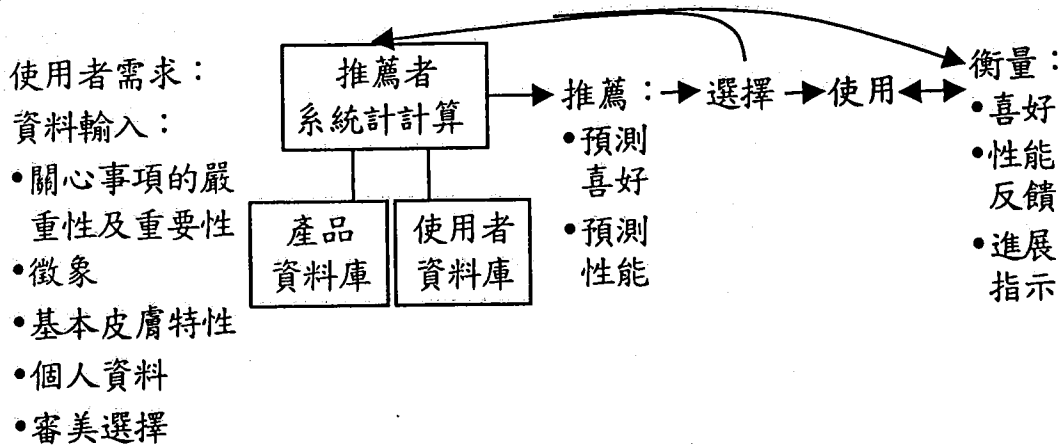 使用者需求：
資料輸入：
•關心事項的嚴
重性及重要性
•徵象
•基本皮膚特性
•個人資料
•審美選擇
推薦者
系統計計算
產品
資料庫
使用者
資料庫
推薦：
•預測
喜好
•預測
性能
選擇
使用
衡量：
•喜好
•性能
反饋
•進展
指示